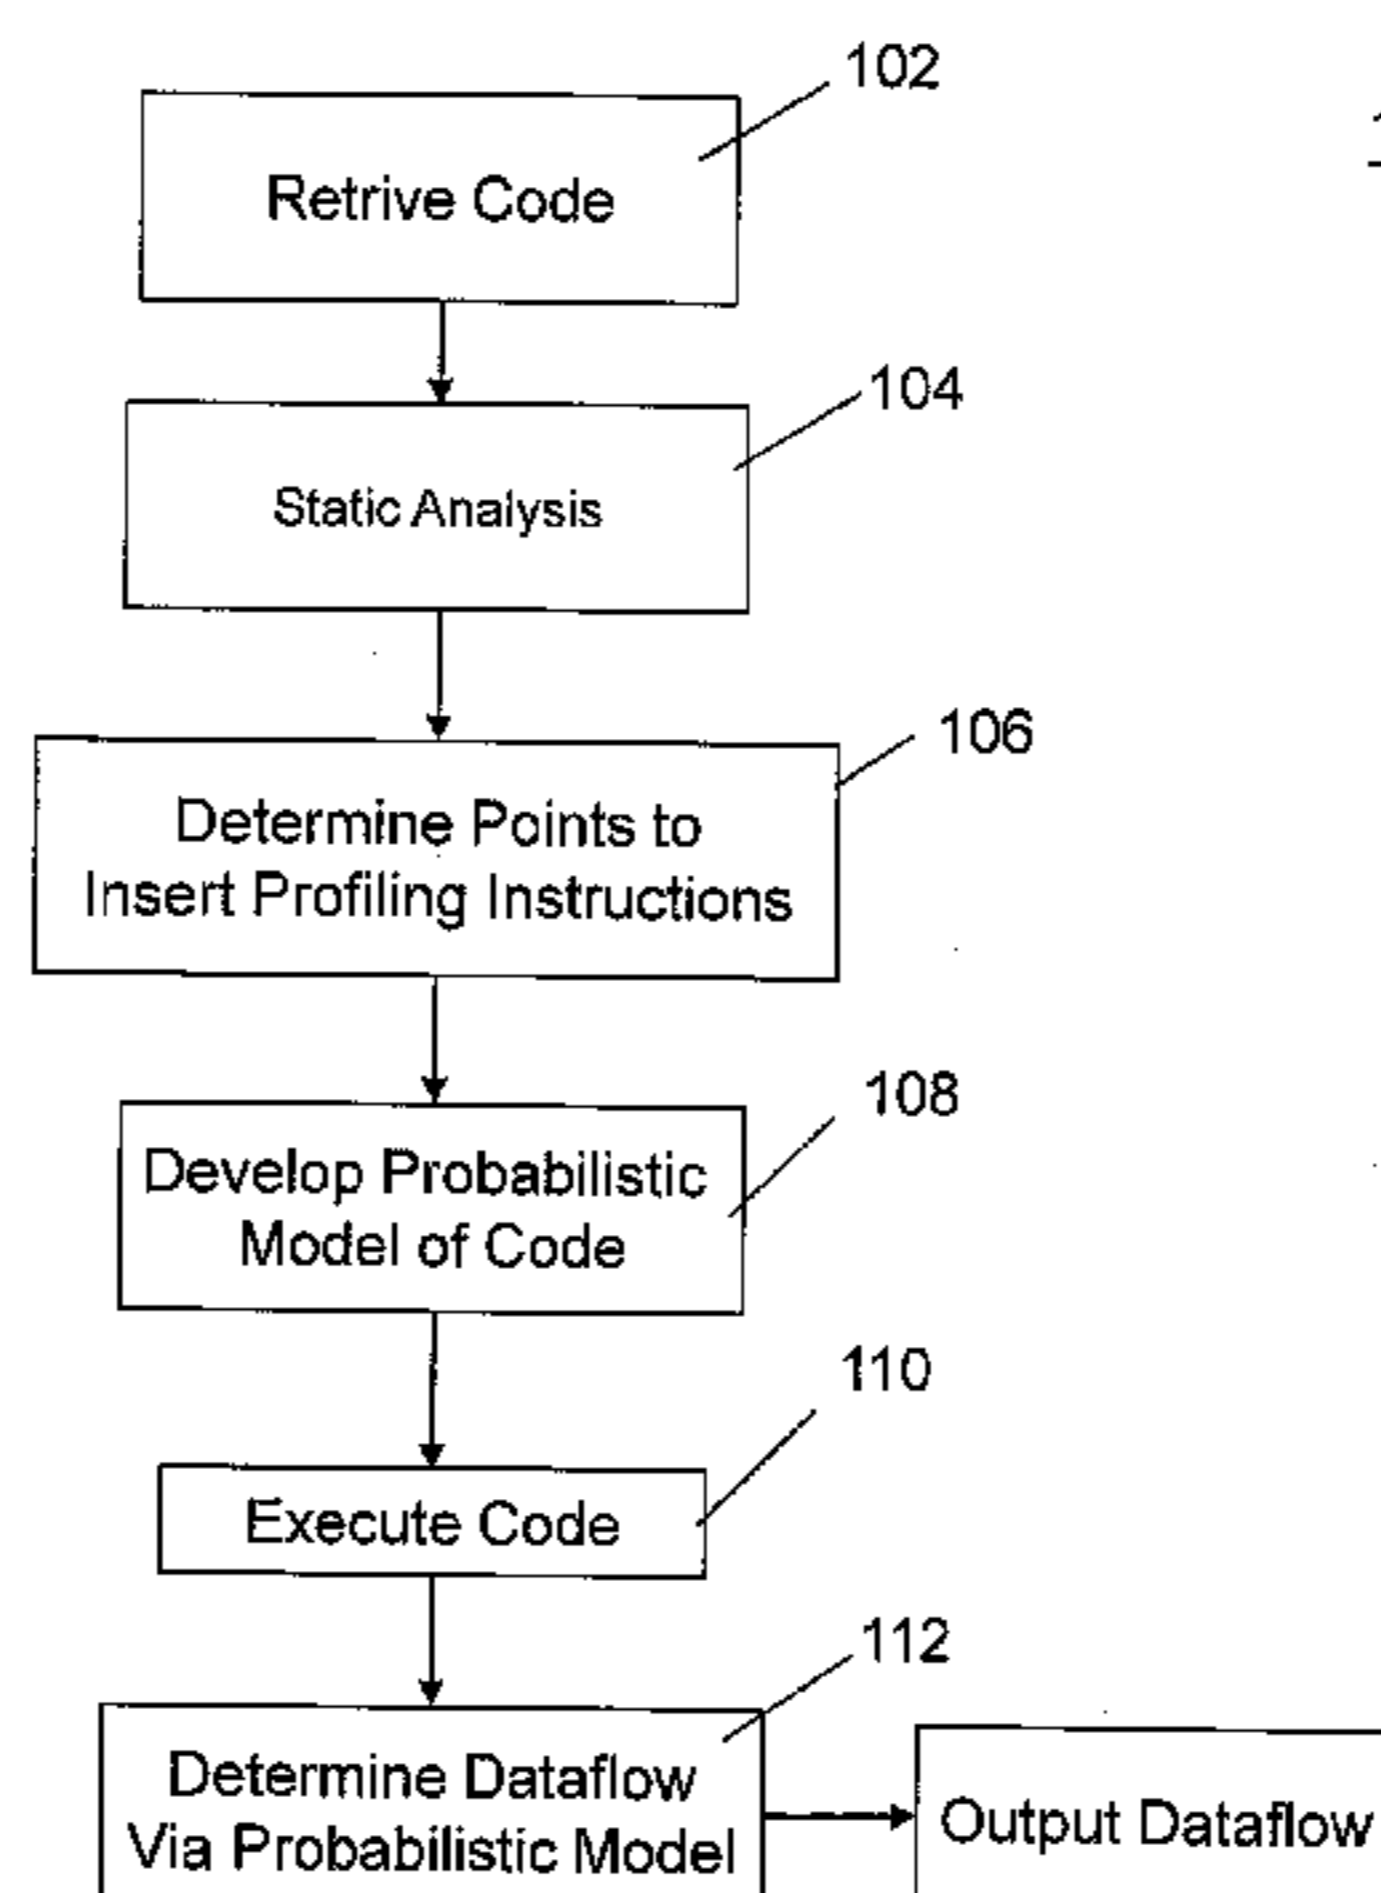 102
Retrive Code
104
Static Analysis
106
Determine Points to
Insert Profiling Instructions
108
Develop Probabilistic
Model of Code
110
Execute Code
112
Determine Dataflow
Via Probabilistic Model
Output Dataflow